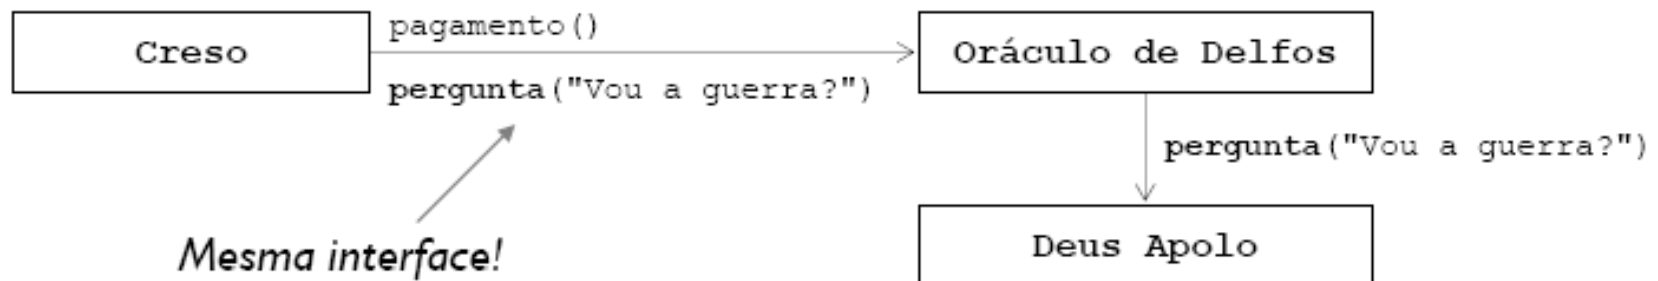 pagamento()
Creso
Oráculo de Delfos
pergunta("Vou a guerra?")
pergunta("Vou a guerra?")
Mesma interface!
Deus Apolo